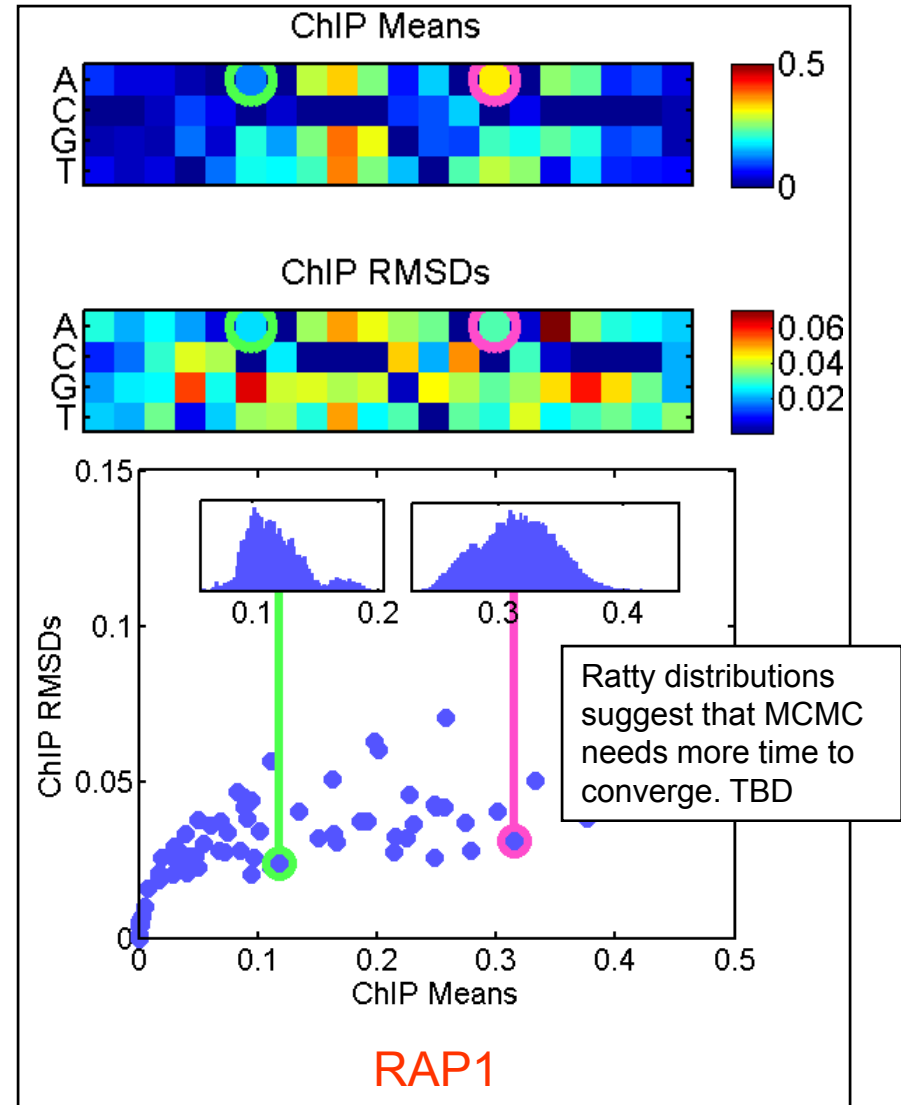 ChIP Means
A
C
G
T
0.5
0
ChIP RMSDs
A
C
G
T
0.06
0.04
0.02
0.15
0.1
0.05
0
ChIP RMSDs
0.1
0.2
0.3
0.4
Ratty distributions
suggest that MCMC
needs more time to
converge. TBD
0
0.1
0.2
0.3
0.4
0.5
ChIP Means
RAP1